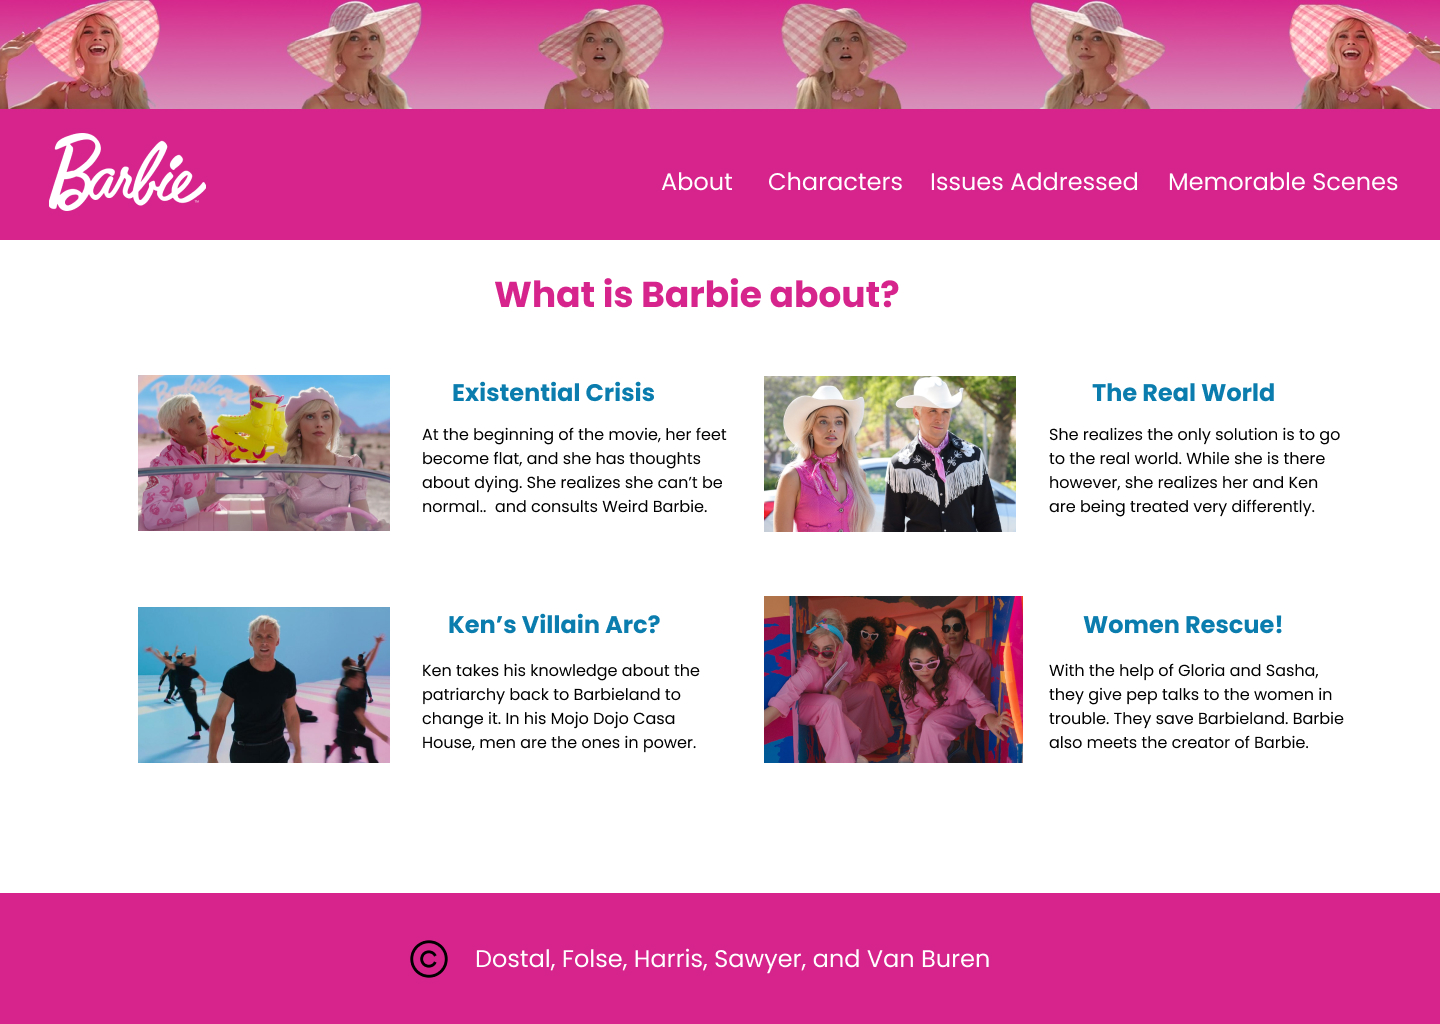 Barbie
About Characters Issues Addressed Memorable Scenes
What is Barbie about?
Existential Crisis
At the beginning of the movie, her feet
become flat, and she has thoughts
about dying. She realizes she can’t be
normal..  and consults Weird Barbie.
The Real World
She realizes the only solution is to go
to the real world. While she is there
however, she realizes her and Ken
are being treated very differently.
Ken’s Villain Arc?
Ken takes his knowledge about the
patriarchy back to Barbieland to
change it. In his Mojo Dojo Casa
House, men are the ones in power.
Women Rescue!
With the help of Gloria and Sasha,
they give pep talks to the women in
trouble. They save Barbieland. Barbie
also meets the creator of Barbie.
© Dostal, Folse, Harris, Sawyer, and Van Buren